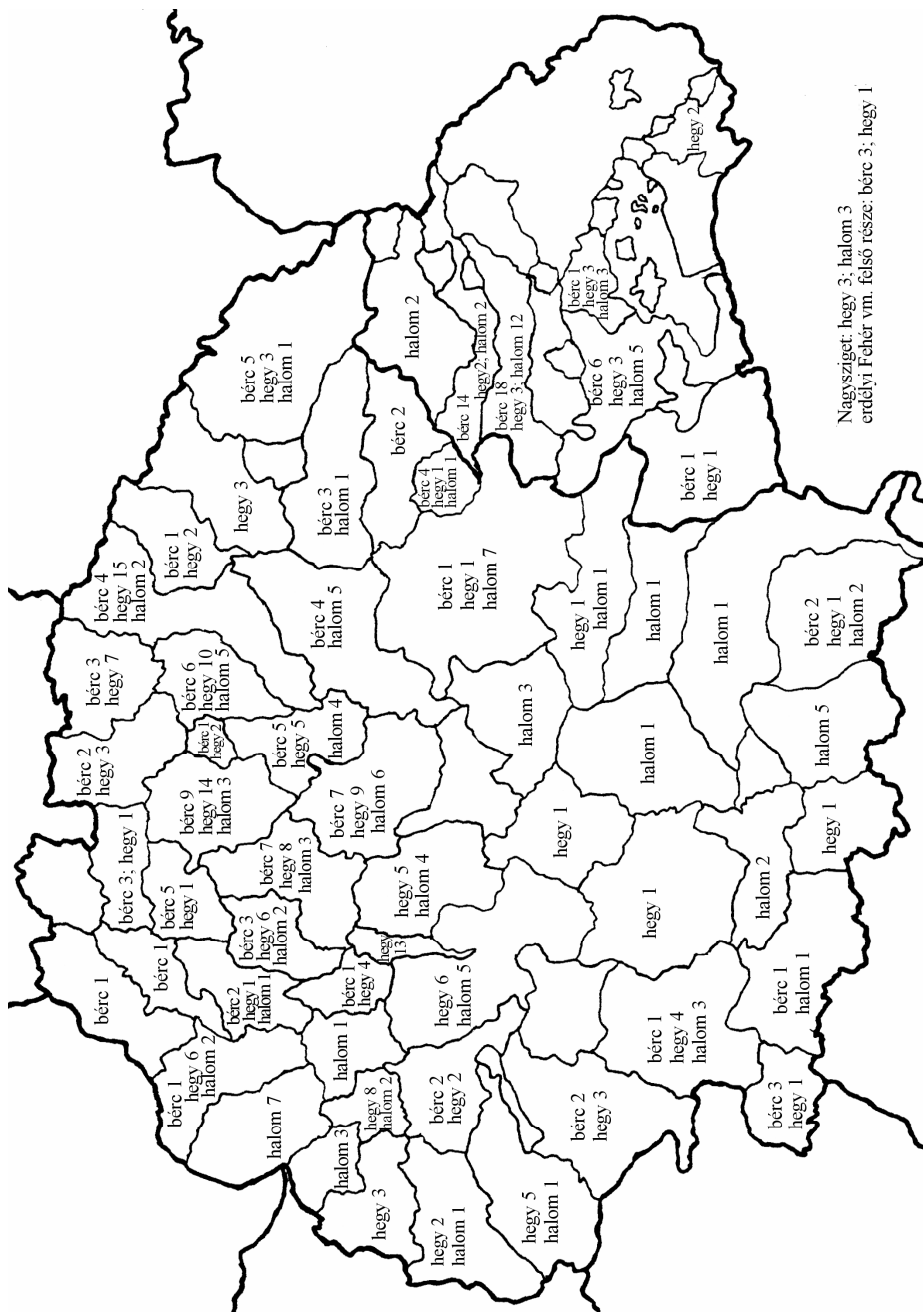 bérc 1
bérc 1
bérc 1
hegy 6
halom 2
bérc 2
hegy 1
halom 1
halom 7
halom 1
halom 3
hegy 8
halom 2
hegy 3
hegy 2
halom 1
hegy 5
halom 1
bérc 2
hegy 2
bérc 2
hegy 3
bérc 3; hegy 1
bérc 5
hegy 1
bérc 3
hegy 6
halom 2
bérc 1
hegy 4
hegy
13
hegy 6
halom 5
bérc 7
hegy 8
halom 3
hegy 5
halom 4
bérc 2
hegy 3
bérc 9
hegy 14
halom 3
bérc 1
hegy 2
bérc 5
hegy 5
halom 4
bérc 7
hegy 9
halom 6
bérc 3
hegy 7
bérc 6
hegy 10
halom 5
bérc 4
hegy 15
halom 2
bérc 1
hegy 2
hegy 3
bérc 5
hegy 3
halom 1
bérc 3
halom 1
bérc 4
halom 5
bérc 2
bérc 4
hegy 1
halom 1
bérc 1
hegy 1
halom 7
halom 3
hegy 1
hegy 1
halom 1
halom 1
halom 1
halom 1
hegy 1
bérc 1
hegy 4
halom 3
bérc 3
hegy 1
bérc 1
halom 1
halom 2
hegy 1
halom 5
bérc 2
hegy 1
halom 2
bérc 1
hegy 1
halom 2
bérc 14
hegy2; halom 2
bérc 18
hegy 3; halom 12
bérc 6
hegy 3
halom 5
bérc 1
hegy 3
halom 3
hegy 2
Nagysziget: hegy 3; halom 3
erdélyi Fehér vm. felső része: bérc 3; hegy 1